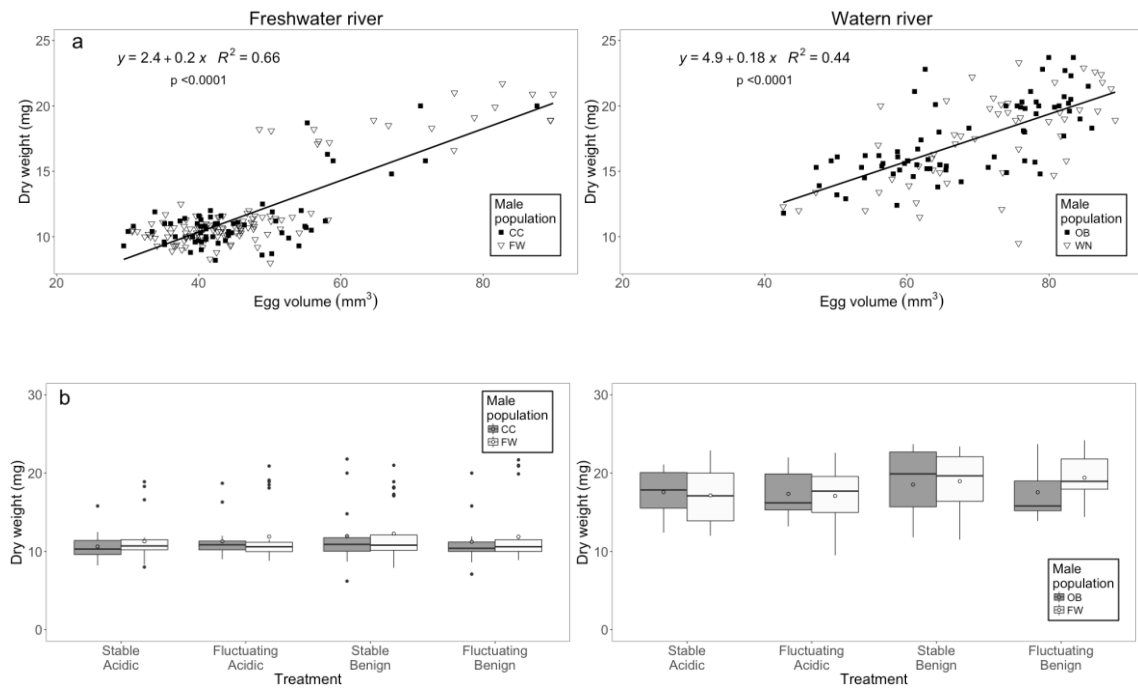 Freshwater river
a
y = 2.4 + 0.2 x R² = 0.66
p <0.0001
Dry weight (mg)
25
20
15
10
Male
population
CC
FW
20
40
60
80
Egg volume (mm³)
Watern river
y = 4.9 + 0.18 x R² = 0.44
p <0.0001
Dry weight (mg)
25
20
15
10
Male
population
OB
WN
20
40
60
80
Egg volume (mm³)
b
Dry weight (mg)
30
20
10
0
Male
population
CC
FW
Stable
Acidic
Fluctuating
Acidic
Stable
Benign
Fluctuating
Benign
Treatment
Dry weight (mg)
30
20
10
0
Male
population
OB
FW
Stable
Acidic
Fluctuating
Acidic
Stable
Benign
Fluctuating
Benign
Treatment